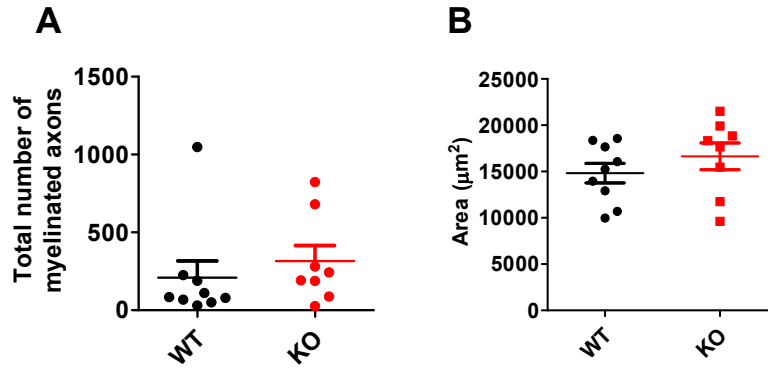 A
Total number of
myelinated axons
1500
1000
500
0
WT
KO
B
Area (μm²)
25000
20000
15000
10000
5000
0
WT
KO